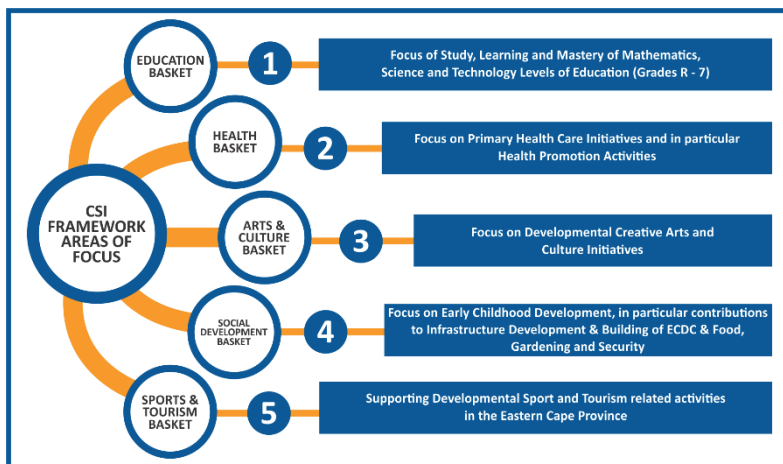 CSI
FRAMEWORK
AREAS OF
FOCUS
EDUCATION
BASKET
1
Focus of Study, Learning and Mastery of Mathematics,
Science and Technology Levels of Education (Grades R - 7)
HEALTH
BASKET
2
Focus on Primary Health Care Initiatives and in particular
Health Promotion Activities
ARTS &
CULTURE
BASKET
3
Focus on Developmental Creative Arts and
Culture Initiatives
SOCIAL
DEVELOPMENT
BASKET
4
Focus on Early Childhood Development, in particular contributions
to Infrastructure Development & Building of ECDC & Food,
Gardening and Security
SPORTS &
TOURISM
BASKET
5
Supporting Developmental Sport and Tourism related activities
in the Eastern Cape Province